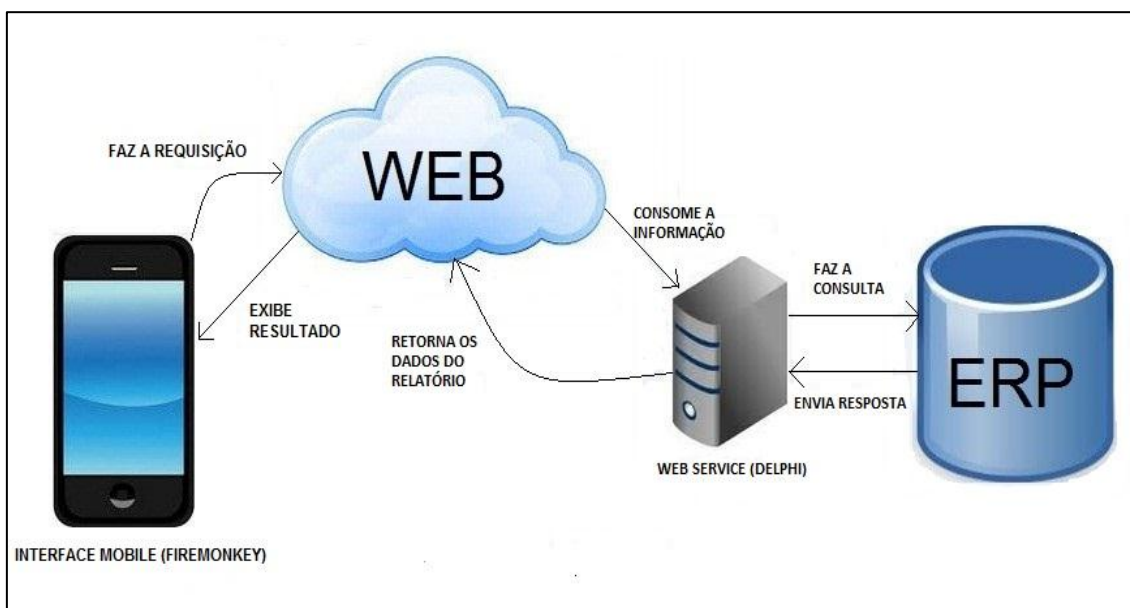 FAZ A REQUISIÇÃO
WEB
CONSOME A
INFORMAÇÃO
FAZ A
CONSULTA
EXIBE
RESULTADO
RETORNA OS
DADOS DO
RELATÓRIO
ERP
ENVIA RESPOSTA
WEB SERVICE (DELPHI)
INTERFACE MOBILE (FIREMONKEY)